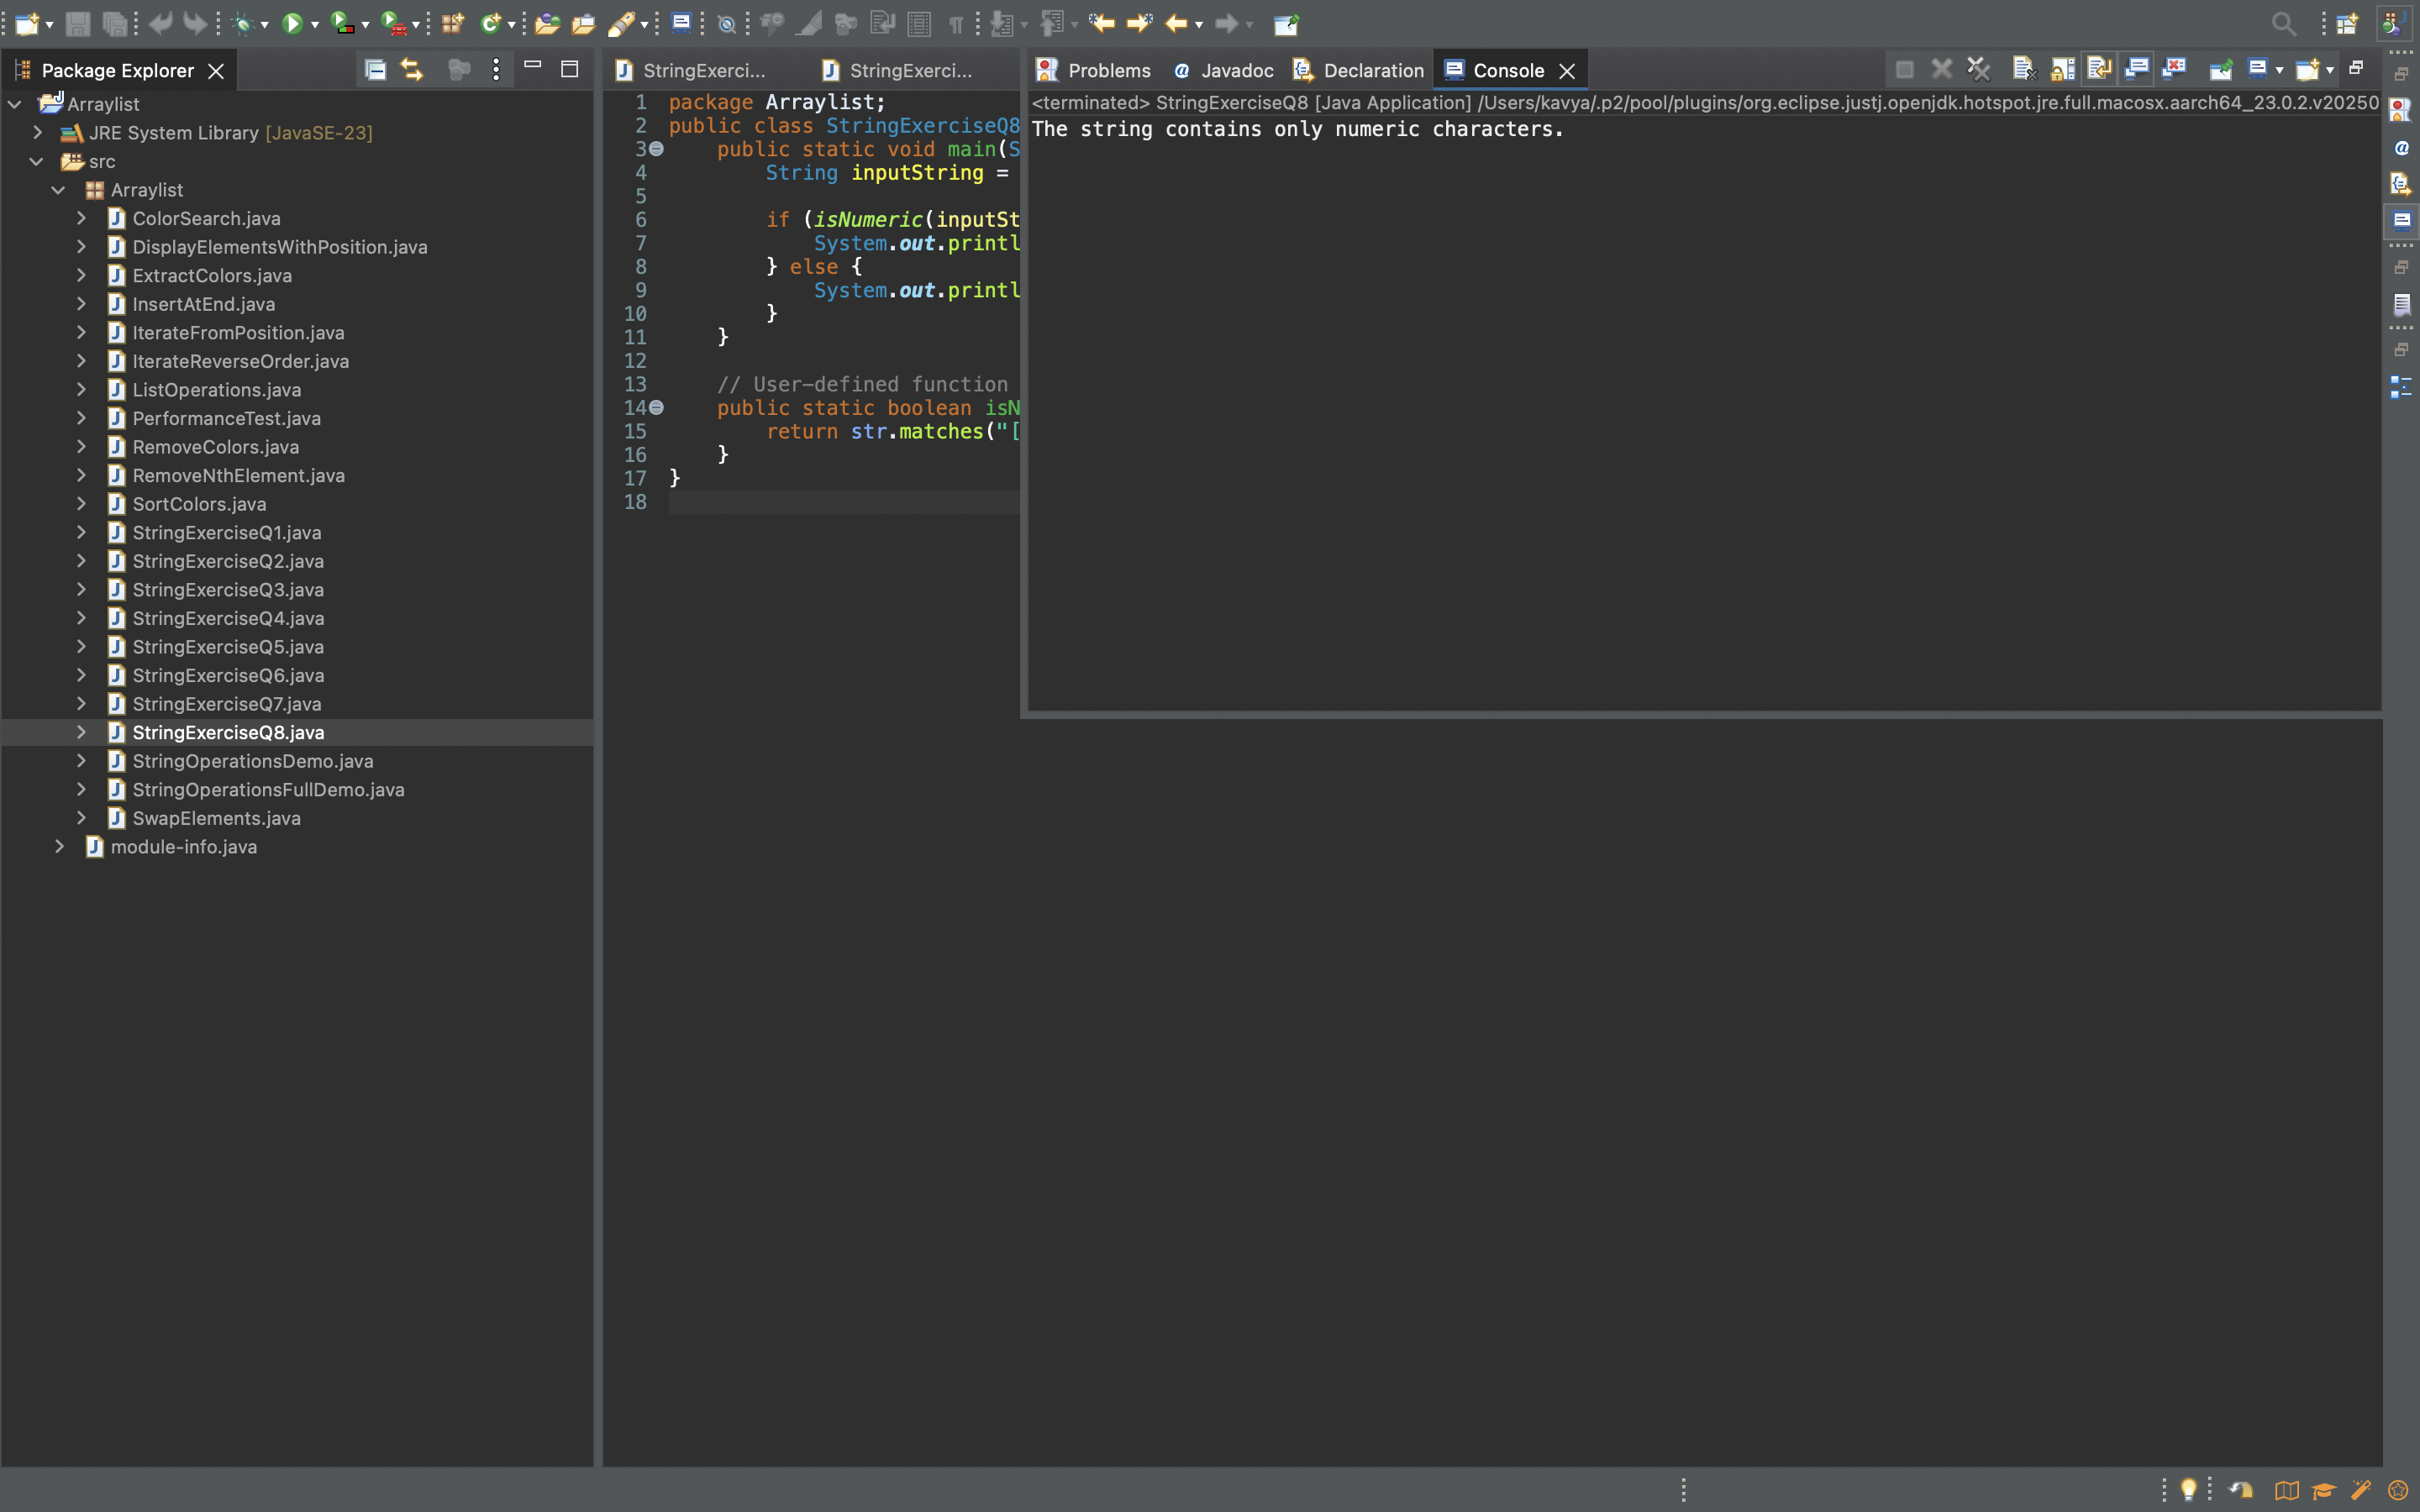 Package Explorer
Arraylist
JRE System Library [JavaSE-23]
src
Arraylist
ColorSearch.java
DisplayElementsWithPosition.java
ExtractColors.java
InsertAtEnd.java
IterateFromPosition.java
IterateReverseOrder.java
ListOperations.java
PerformanceTest.java
RemoveColors.java
RemoveNthElement.java
SortColors.java
StringExerciseQ1.java
StringExerciseQ2.java
StringExerciseQ3.java
StringExerciseQ4.java
StringExerciseQ5.java
StringExerciseQ6.java
StringExerciseQ7.java
StringExerciseQ8.java
StringOperationsDemo.java
StringOperationsFullDemo.java
SwapElements.java
module-info.java
StringExerci... StringExerci...
1 package Arraylist;
2 public class StringExerciseQ8
3 public static void main(S
4 String inputString =
5
6 if (isNumeric(inputSt
7 System.out.printl
8 } else {
9 System.out.printl
10 }
11 }
12
13 // User-defined function
14 public static boolean isN
15 return str.matches("[
16 }
17 }
18
Problems Javadoc Declaration Console
<terminated> StringExerciseQ8 [Java Application] /Users/kavya/.p2/pool/plugins/org.eclipse.justj.openjdk.hotspot.jre.full.macosx.aarch64_23.0.2.v20250
The string contains only numeric characters.